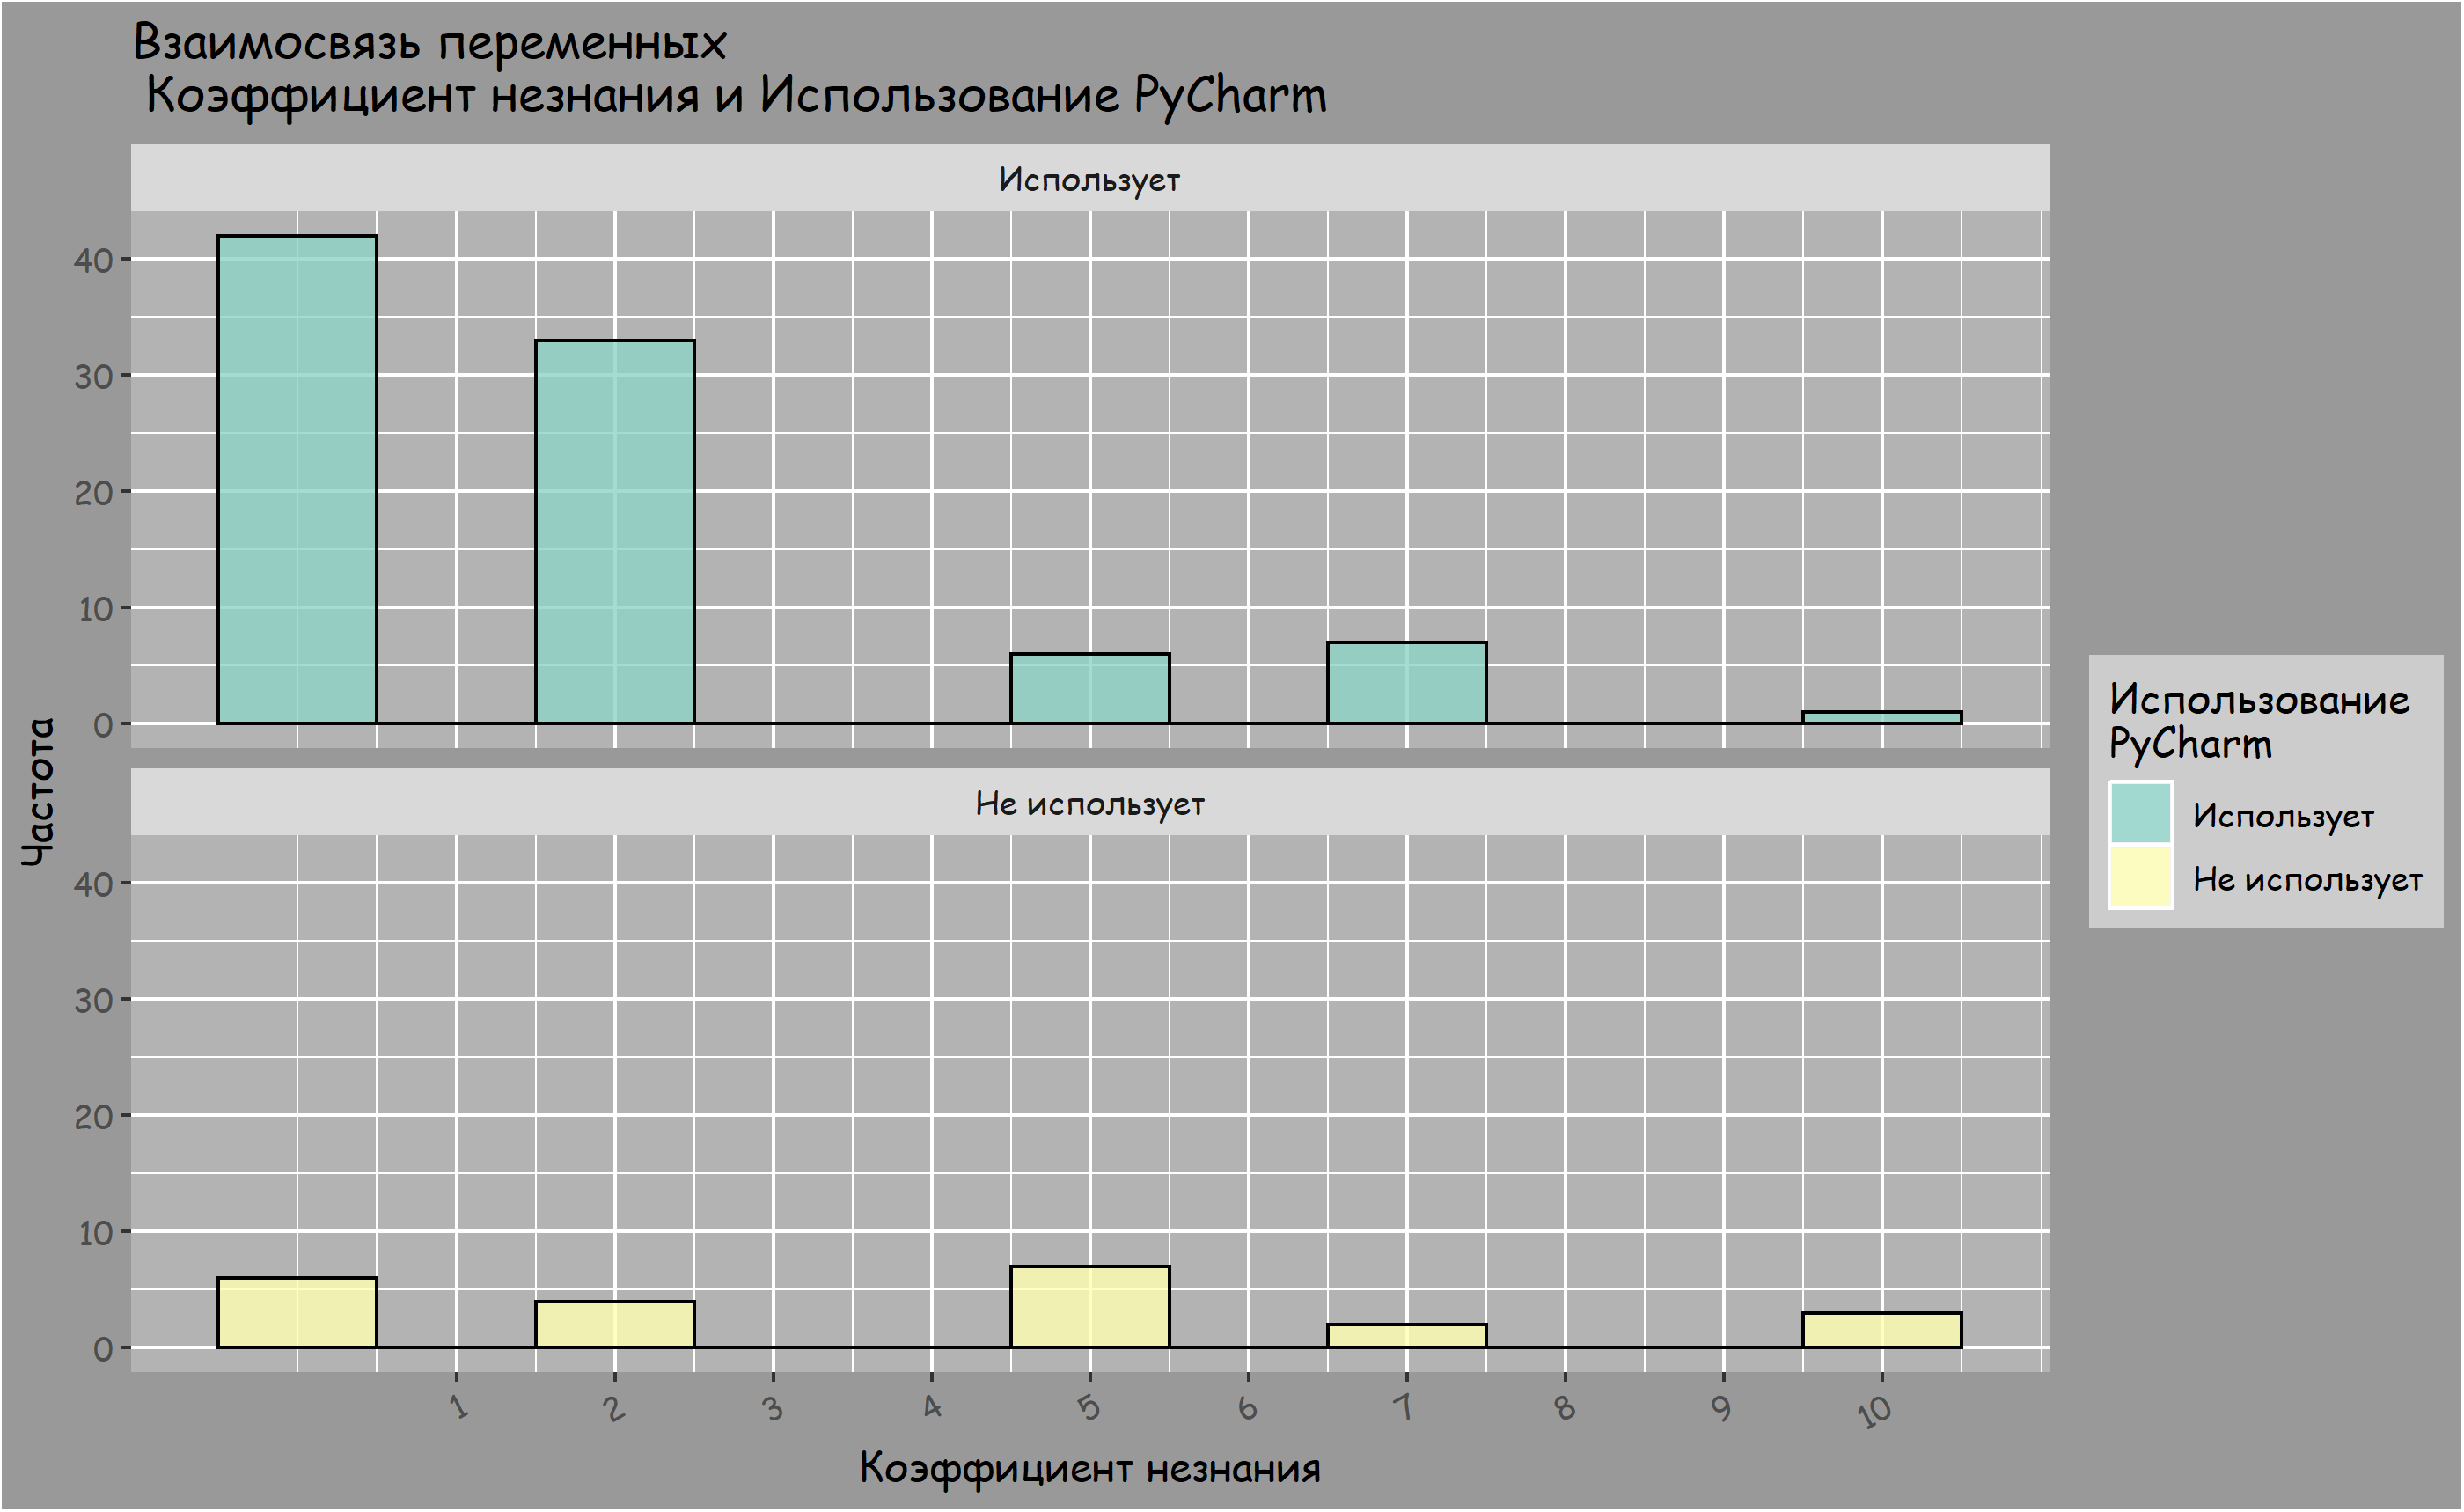 Взаимосвязь переменных
Коэффициент незнания и Использование PyCharm
Использует
40
30
20
10
0
Частота
Не использует
40
30
20
10
0
1 2 3 4 5 6 7 8 9 10
Коэффициент незнания
Использование
PyCharm
Использует
Не использует